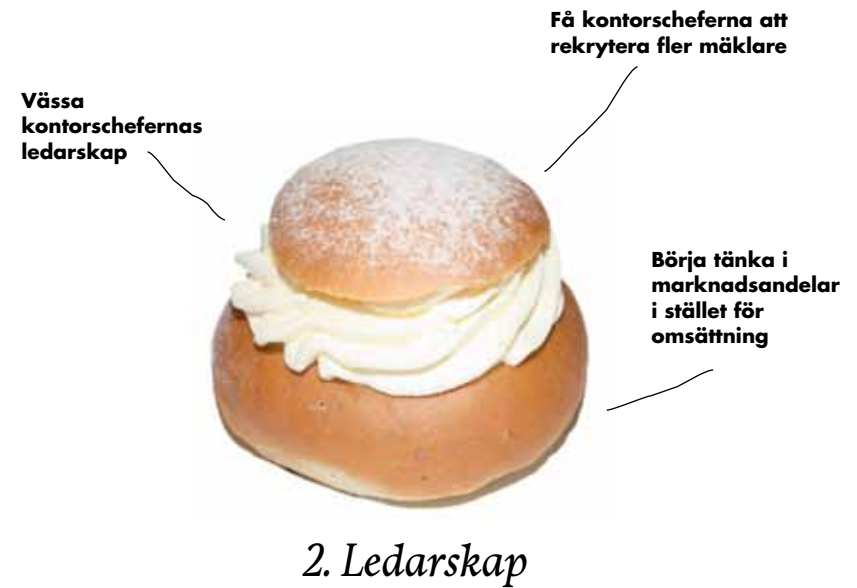 Få kontorscheferna att
rekrytera fler mäklare
Vässa
kontorschefernas
ledarskap
Börja tänka i
marknadsandelar
i stället för
omsättning
2. Ledarskap